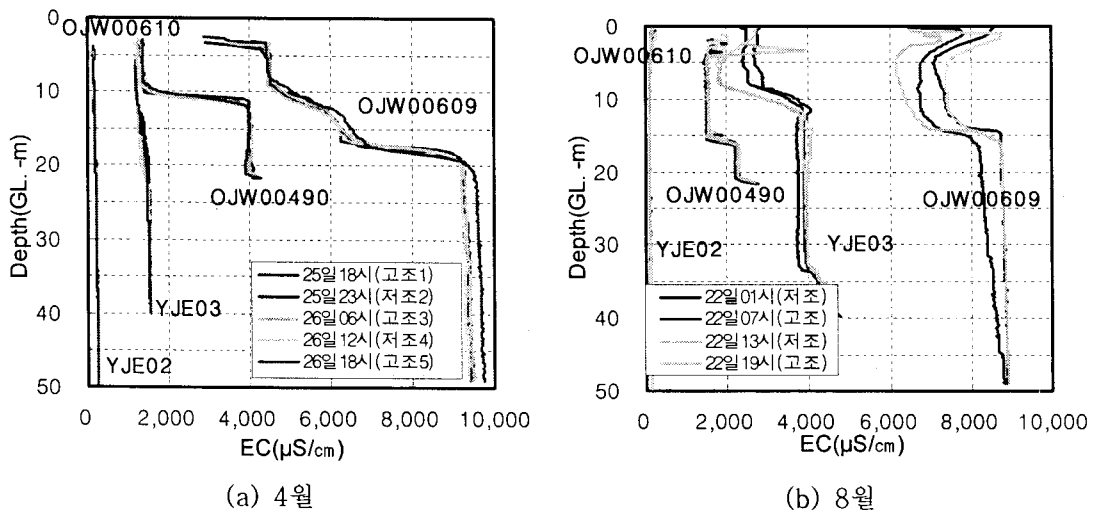 0
10
20
30
40
50
Depth(GL. -m)
OJW00610
OJW00609
OJW00490
YJE03
YJE02
25일18시(고조1)
25일23시(저조2)
26일06시(고조3)
26일12시(저조4)
26일18시(고조5)
0
2,000
4,000
6,000
8,000
10,000
EC(μS/㎝)
(a) 4월
0
10
20
30
40
50
Depth(GL. -m)
OJW00610
OJW00490
OJW00609
YJE02
YJE03
22일01시(저조)
22일07시(고조)
22일13시(저조)
22일19시(고조)
0
2,000
4,000
6,000
8,000
10,000
EC(μS/㎝)
(b) 8월